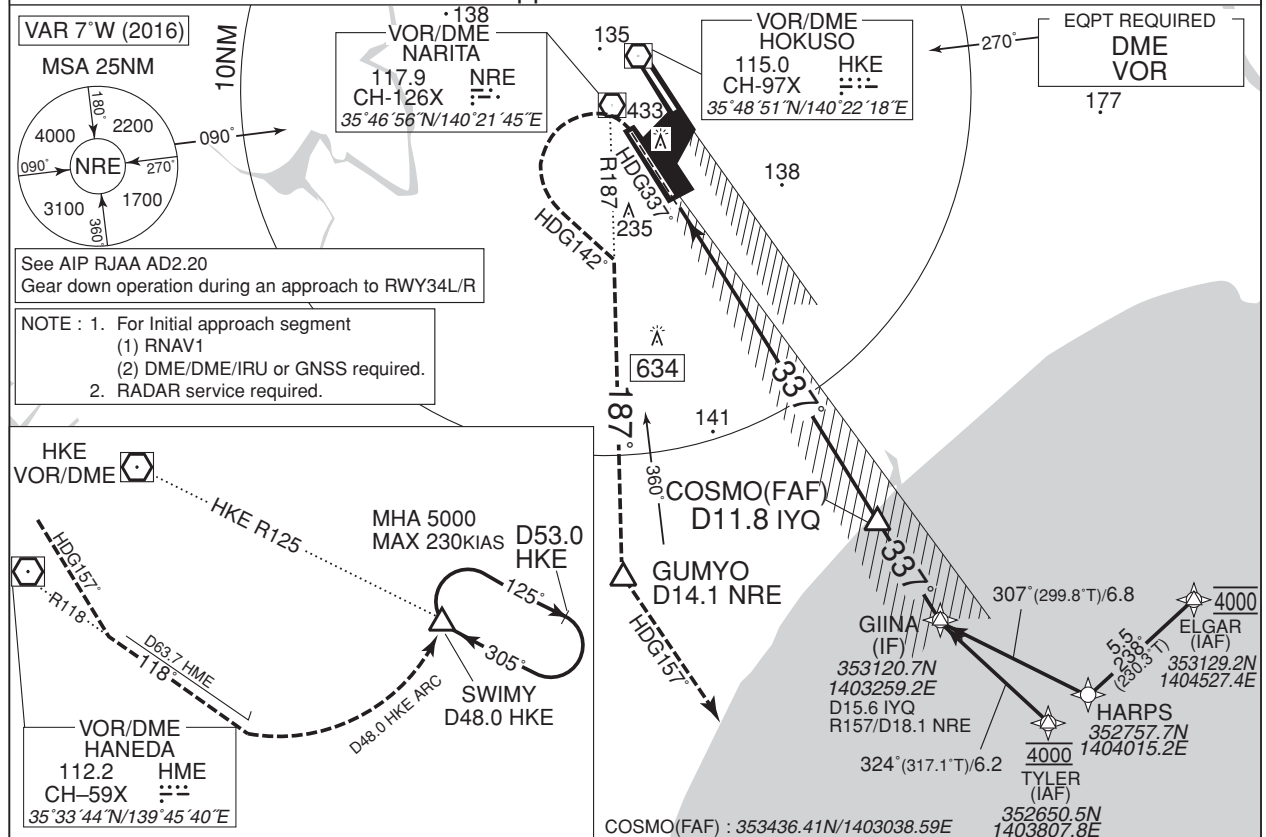 VAR 7°W (2016)
MSA 25NM
180°
4000
2200
090°
NRE
270°
3100
1700
360°
090°
10NM
138
VOR/DME
NARITA
117.9 NRE
CH-126X
35°46´56˝N/140°21´45˝E
135
VOR/DME
HOKUSO
115.0 HKE
CH-97X
35°48´51˝N/140°22´18˝E
270°
EQPT REQUIRED
DME
VOR
177
433
138
R187
HDG337°
235
HDG142°
See AIP RJAA AD2.20
Gear down operation during an approach to RWY34L/R
NOTE : 1. For Initial approach segment
(1) RNAV1
(2) DME/DME/IRU or GNSS required.
2. RADAR service required.
634
187°
141
360°
337°
COSMO(FAF)
D11.8 IYQ
337°
GUMYO
D14.1 NRE
HDG157°
HKE
VOR/DME
HKE R125
MHA 5000
MAX 230KIAS
D53.0
HKE
125°
305°
HDG157°
R118
D63.7 HME
118°
SWIMY
D48.0 HKE
D48.0 HKE ARC
VOR/DME
HANEDA
112.2 HME
CH–59X
35°33´44˝N/139°45´40˝E
GIINA
(IF)
353120.7N
1403259.2E
D15.6 IYQ
R157/D18.1 NRE
307°(299.8°T)/6.8
5.5
238°
(230.3°T)
4000
ELGAR
(IAF)
353129.2N
1404527.4E
HARPS
352757.7N
1404015.2E
324°(317.1°T)/6.2
4000
TYLER
(IAF)
352650.5N
1403807.8E
COSMO(FAF) : 353436.41N/1403038.59E